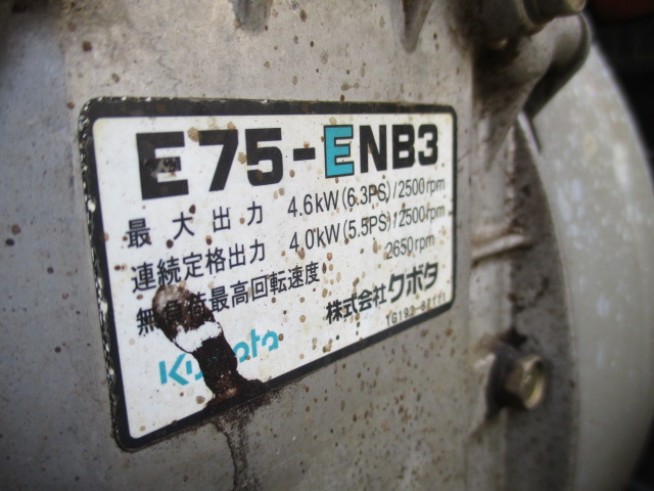 E75-ENB3
最大出力 4.6kW(6.3PS)/2500rpm
連続定格出力 4.0kW(5.5PS)/2500rpm
無負荷最高回転速度 2650rpm
株式会社クボタ
Kubota